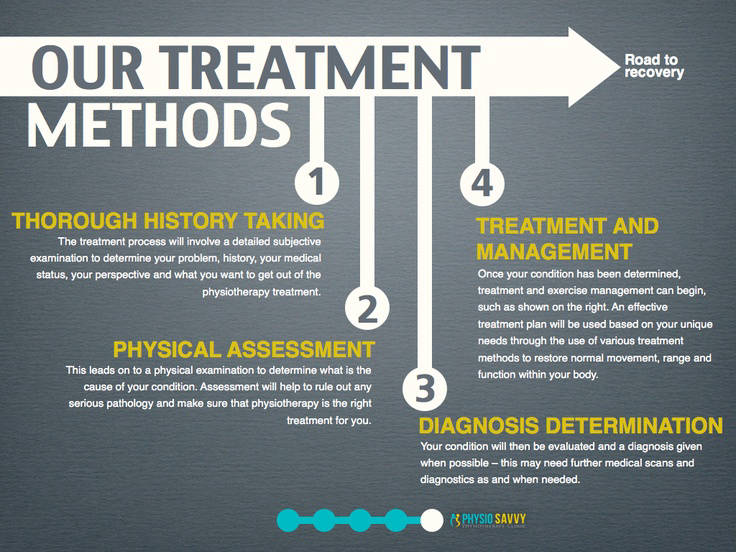 OUR TREATMENT
METHODS
Road to
recovery
1
THOROUGH HISTORY TAKING
The treatment process will involve a detailed subjective
examination to determine your problem, history, your medical
status, your perspective and what you want to get out of the
physiotherapy treatment.
2
PHYSICAL ASSESSMENT
This leads on to a physical examination to determine what is the
cause of your condition. Assessment will help to rule out any
serious pathology and make sure that physiotherapy is the right
treatment for you.
3
DIAGNOSIS DETERMINATION
Your condition will then be evaluated and a diagnosis given
when possible – this may need further medical scans and
diagnostics as and when needed.
4
TREATMENT AND
MANAGEMENT
Once your condition has been determined,
treatment and exercise management can begin,
such as shown on the right. An effective
treatment plan will be used based on your unique
needs through the use of various treatment
methods to restore normal movement, range and
function within your body.
PHYSIO SAVVY
PHYSIOTHERAPY CLINIC